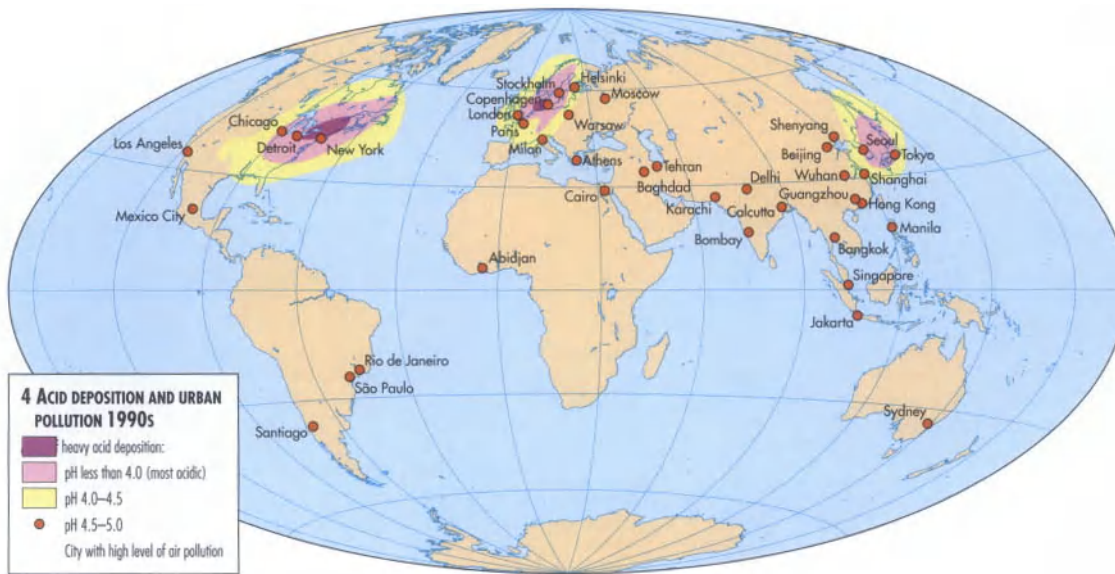 Stockholm
Helsinki
Copenhagen
Moscow
London
Paris
Warsaw
Milan
Athens
Chicago
Detroit
New York
Los Angeles
Mexico City
Shenyang
Seoul
Beijing
Tokyo
Tehran
Baghdad
Wuhan
Shanghai
Delhi
Guangzhou
Cairo
Karachi
Calcutta
Hong Kong
Bombay
Manila
Bangkok
Abidjan
Singapore
Jakarta
Rio de Janeiro
São Paulo
Santiago
Sydney
4 ACID DEPOSITION AND URBAN
POLLUTION 1990S
heavy acid deposition:
pH less than 4.0 (most acidic)
pH 4.0–4.5
pH 4.5–5.0
City with high level of air pollution